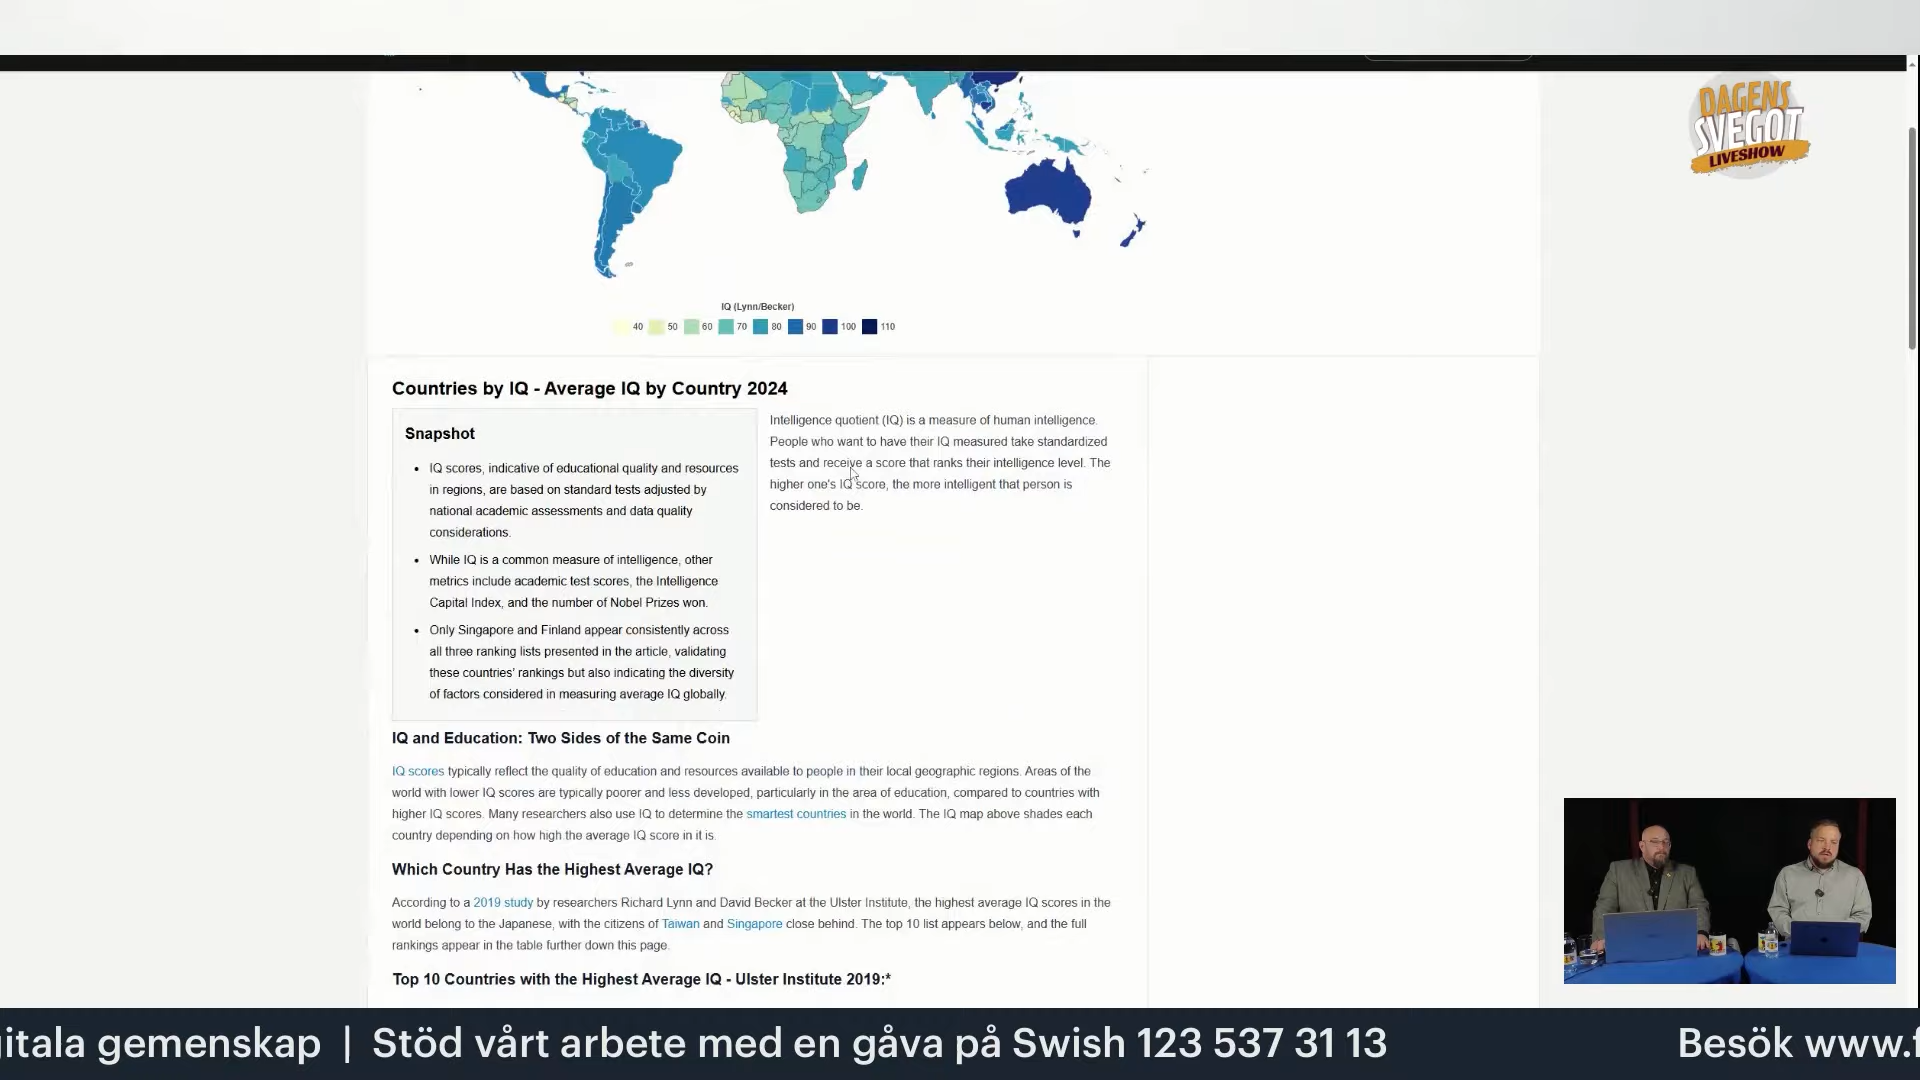 DAGENS
SVEGOT
LIVESHOW
IQ (Lynn/Becker)
40 50 60 70 80 90 100 110
Countries by IQ - Average IQ by Country 2024
Snapshot
• IQ scores, indicative of educational quality and resources
in regions, are based on standard tests adjusted by
national academic assessments and data quality
considerations.
• While IQ is a common measure of intelligence, other
metrics include academic test scores, the Intelligence
Capital Index, and the number of Nobel Prizes won.
• Only Singapore and Finland appear consistently across
all three ranking lists presented in the article, validating
these countries' rankings but also indicating the diversity
of factors considered in measuring average IQ globally.
Intelligence quotient (IQ) is a measure of human intelligence.
People who want to have their IQ measured take standardized
tests and receive a score that ranks their intelligence level. The
higher one's IQ score, the more intelligent that person is
considered to be.
IQ and Education: Two Sides of the Same Coin
IQ scores typically reflect the quality of education and resources available to people in their local geographic regions. Areas of the
world with lower IQ scores are typically poorer and less developed, particularly in the area of education, compared to countries with
higher IQ scores. Many researchers also use IQ to determine the smartest countries in the world. The IQ map above shades each
country depending on how high the average IQ score in it is.
Which Country Has the Highest Average IQ?
According to a 2019 study by researchers Richard Lynn and David Becker at the Ulster Institute, the highest average IQ scores in the
world belong to the Japanese, with the citizens of Taiwan and Singapore close behind. The top 10 list appears below, and the full
rankings appear in the table further down this page.
Top 10 Countries with the Highest Average IQ - Ulster Institute 2019:*
gitala gemenskap | Stöd vårt arbete med en gåva på Swish 123 537 31 13 Besök www.f